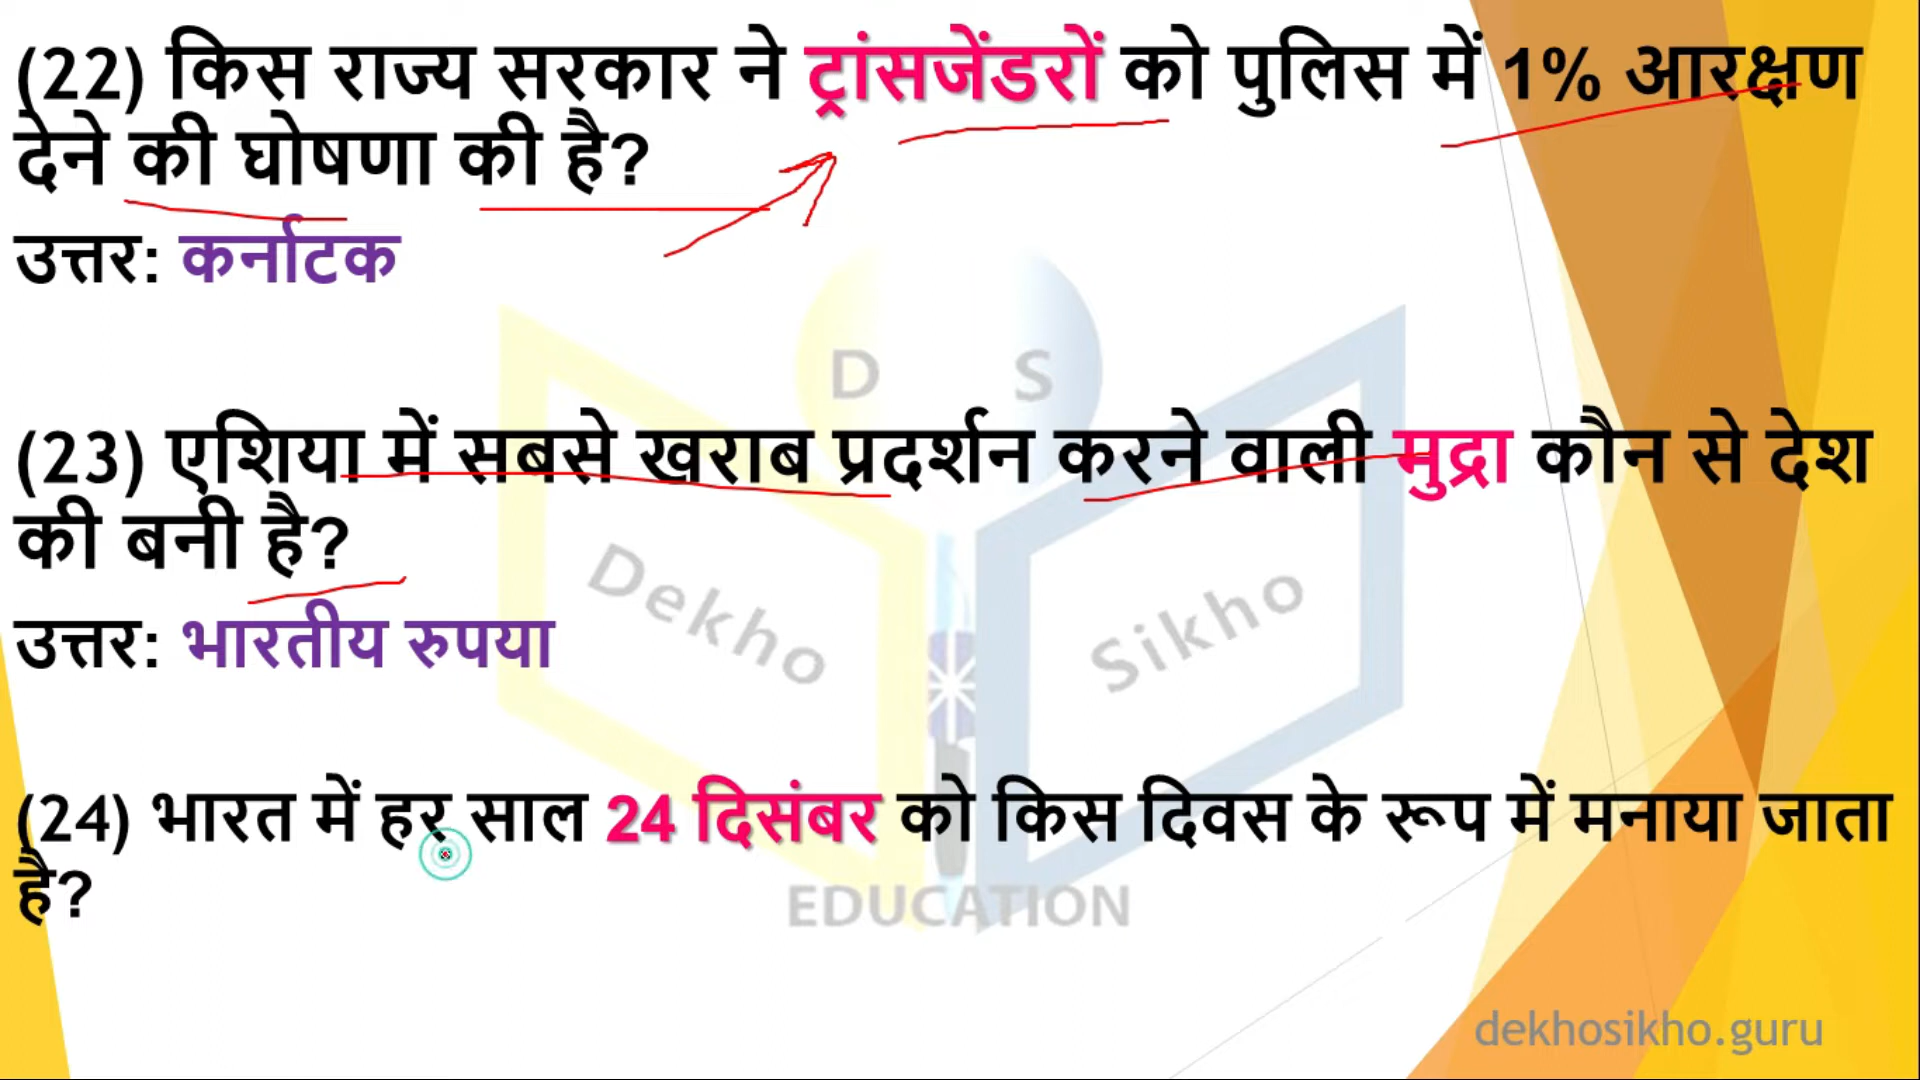 (22) किस राज्य सरकार ने ट्रांसजेंडरों को पुलिस में 1% आरक्षण
देने की घोषणा की है?
उत्तर: कर्नाटक
D S
(23) एशिया में सबसे खराब प्रदर्शन करने वाली मुद्रा कौन से देश
की बनी है?
उत्तर: भारतीय रुपया
Dekho Sikho
(24) भारत में हर साल 24 दिसंबर को किस दिवस के रूप में मनाया जाता
है?
EDUCATION
dekhosikho.guru